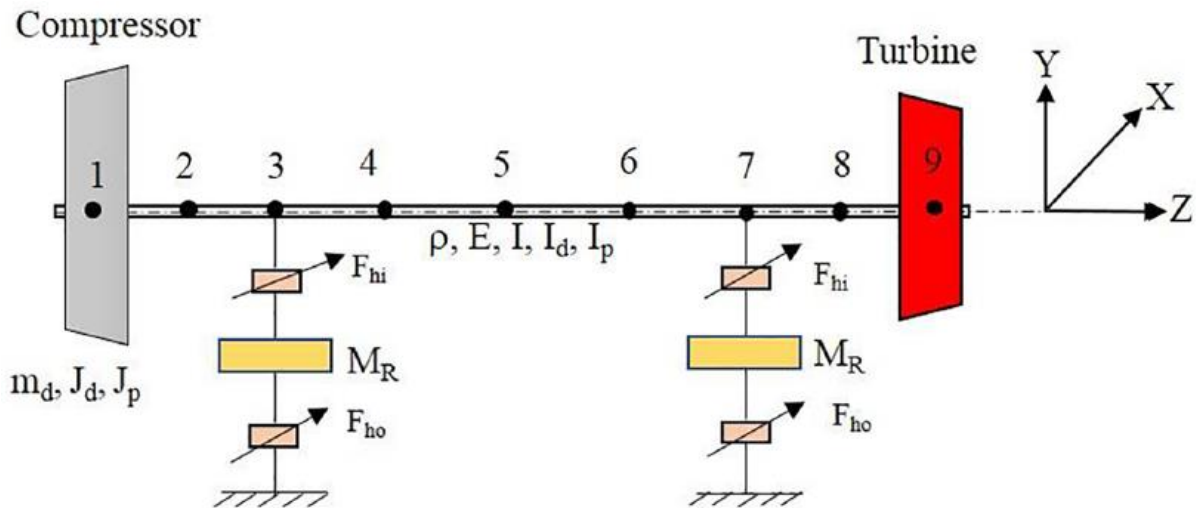 Compressor
Turbine
Y
X
Z
1 2 3 4 5 6 7 8 9
ρ, E, I, I_d, I_p
F_hi
F_hi
M_R
M_R
m_d, J_d, J_p
F_ho
F_ho